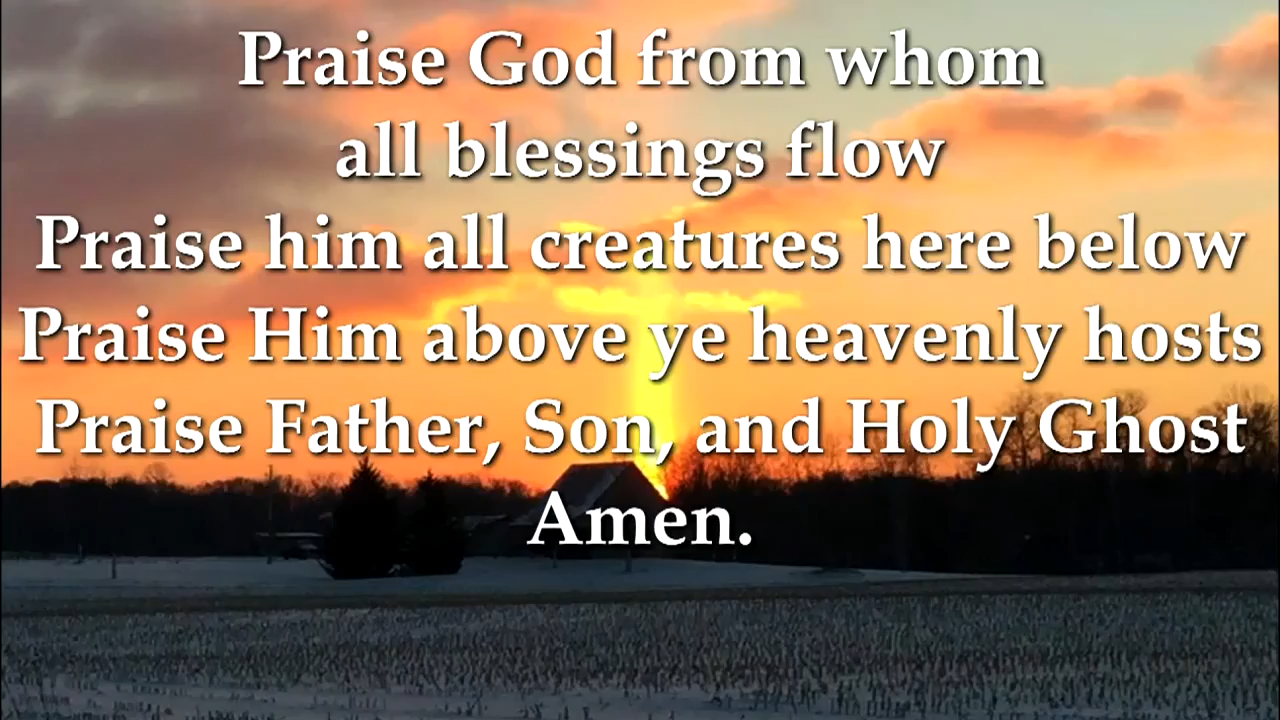 Praise God from whom
all blessings flow
Praise him all creatures here below
Praise Him above ye heavenly hosts
Praise Father, Son, and Holy Ghost
Amen.